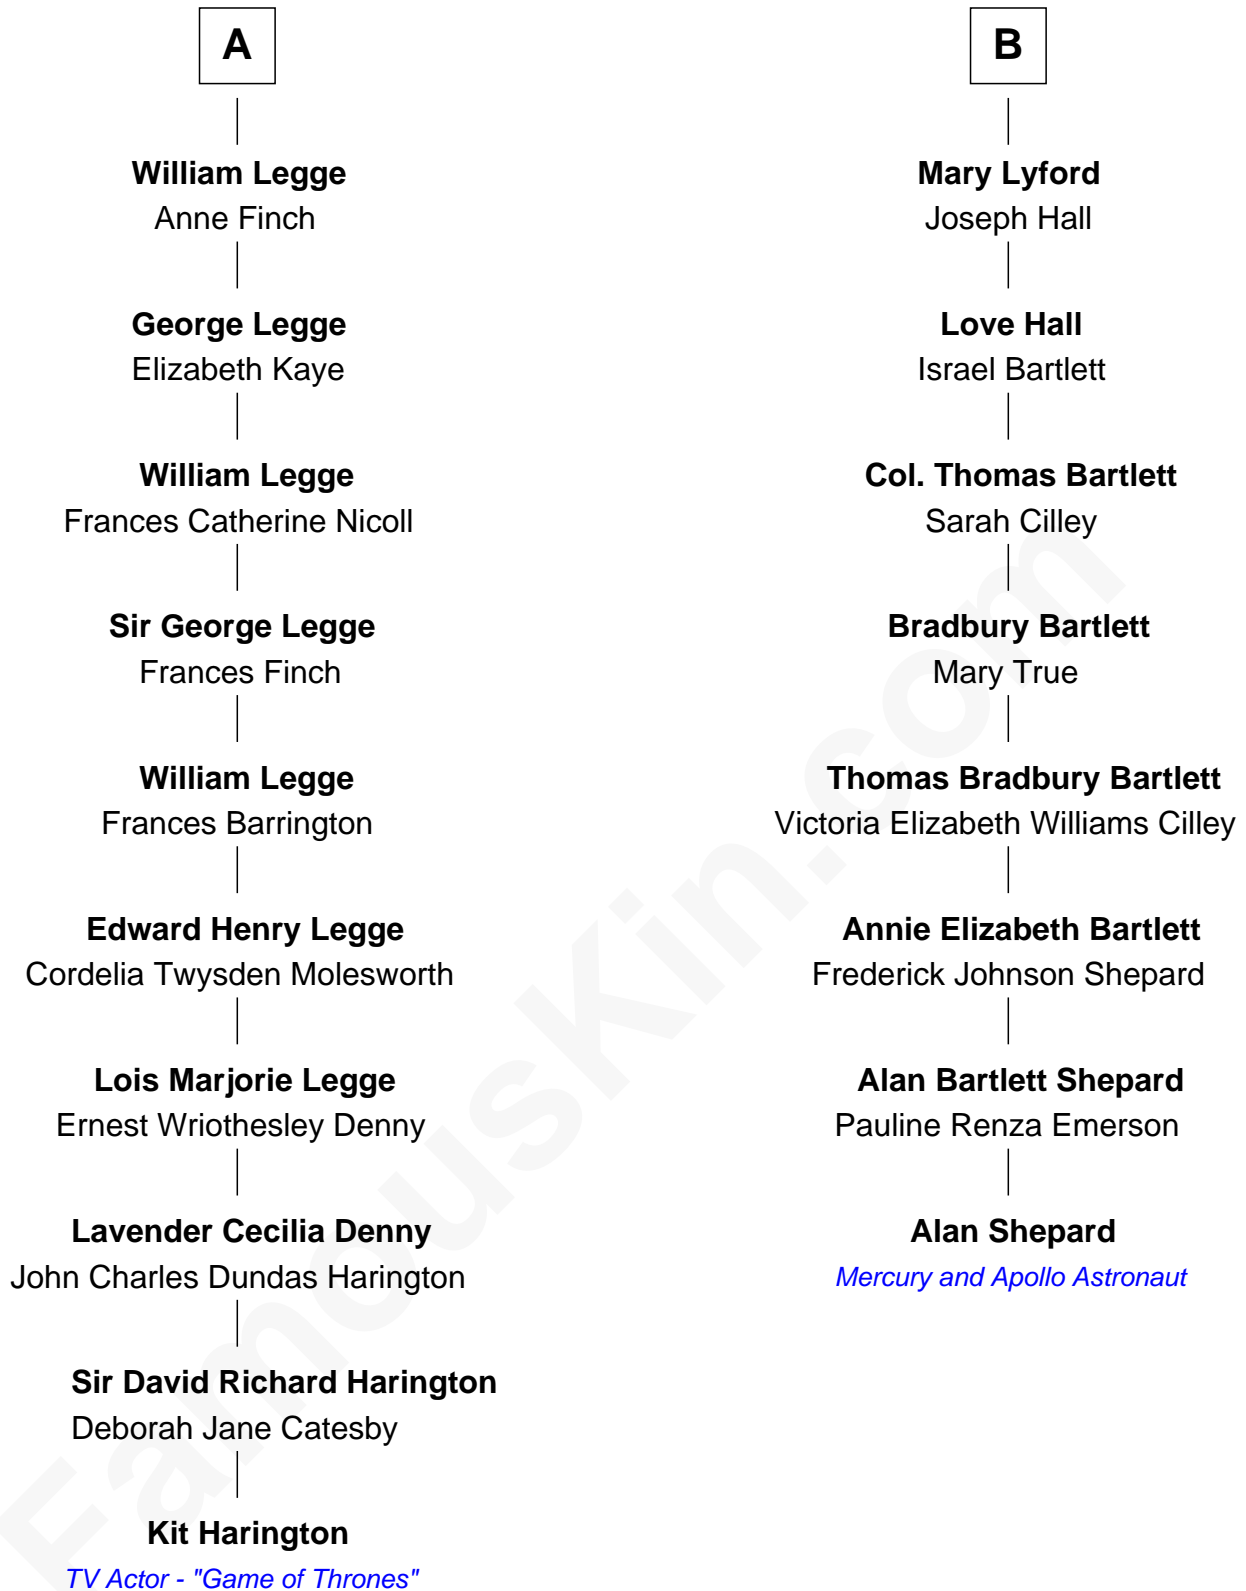 A
William Legge
Anne Finch
George Legge
Elizabeth Kaye
William Legge
Frances Catherine Nicoll
Sir George Legge
Frances Finch
William Legge
Frances Barrington
Edward Henry Legge
Cordelia Twysden Molesworth
Lois Marjorie Legge
Ernest Wriothesley Denny
Lavender Cecilia Denny
John Charles Dundas Harington
Sir David Richard Harington
Deborah Jane Catesby
Kit Harington
TV Actor - "Game of Thrones"
B
Mary Lyford
Joseph Hall
Love Hall
Israel Bartlett
Col. Thomas Bartlett
Sarah Cilley
Bradbury Bartlett
Mary True
Thomas Bradbury Bartlett
Victoria Elizabeth Williams Cilley
Annie Elizabeth Bartlett
Frederick Johnson Shepard
Alan Bartlett Shepard
Pauline Renza Emerson
Alan Shepard
Mercury and Apollo Astronaut
FamousKin.com